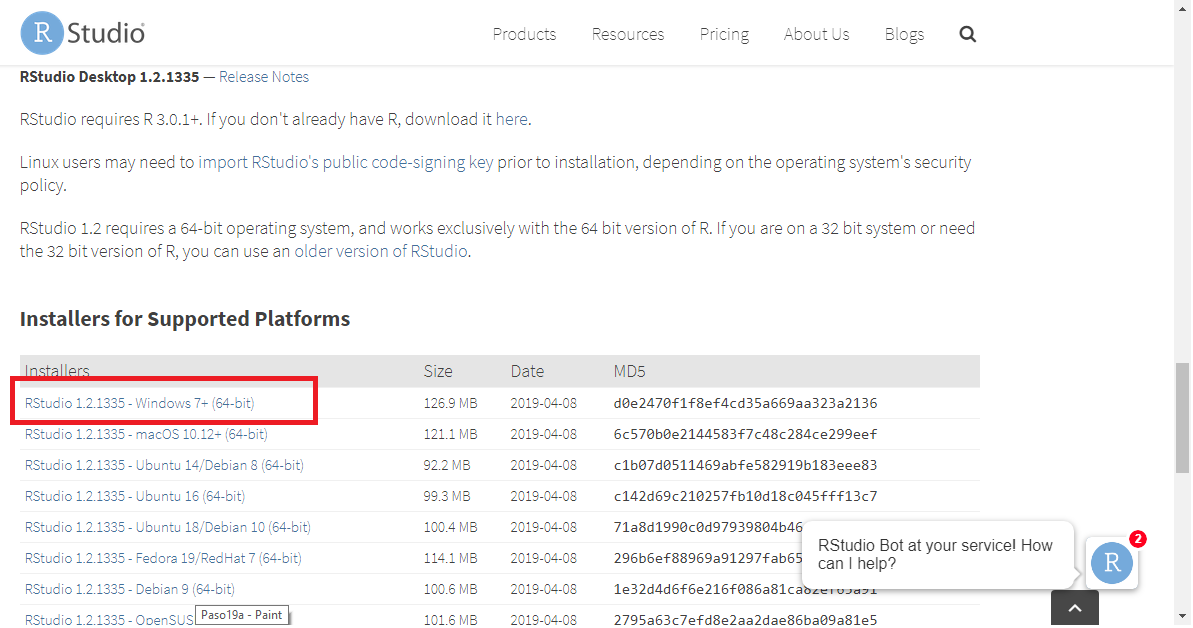 R Studio
Products Resources Pricing About Us Blogs
RStudio Desktop 1.2.1335 — Release Notes
RStudio requires R 3.0.1+. If you don't already have R, download it here.
Linux users may need to import RStudio's public code-signing key prior to installation, depending on the operating system's security
policy.
RStudio 1.2 requires a 64-bit operating system, and works exclusively with the 64 bit version of R. If you are on a 32 bit system or need
the 32 bit version of R, you can use an older version of RStudio.
Installers for Supported Platforms
Installers Size Date MD5
RStudio 1.2.1335 - Windows 7+ (64-bit) 126.9 MB 2019-04-08 d0e2470f1f8ef4cd35a669aa323a2136
RStudio 1.2.1335 - macOS 10.12+ (64-bit) 121.1 MB 2019-04-08 6c570b0e2144583f7c48c284ce299eef
RStudio 1.2.1335 - Ubuntu 14/Debian 8 (64-bit) 92.2 MB 2019-04-08 c1b07d0511469abfe582919b183eee83
RStudio 1.2.1335 - Ubuntu 16 (64-bit) 99.3 MB 2019-04-08 c142d69c210257fb10d18c045fff13c7
RStudio 1.2.1335 - Ubuntu 18/Debian 10 (64-bit) 100.4 MB 2019-04-08 71a8d1990c0d97939804b46
RStudio 1.2.1335 - Fedora 19/RedHat 7 (64-bit) 114.1 MB 2019-04-08 296b6ef88969a91297fab65
RStudio 1.2.1335 - Debian 9 (64-bit) 100.6 MB 2019-04-08
RStudio 1.2.1335 - OpenSUS 101.6 MB 2019-04-08 2795a63c7efd8e2aa2dae86ba09a81e5
Paso19a - Paint
RStudio Bot at your service! How
can I help?
R
2